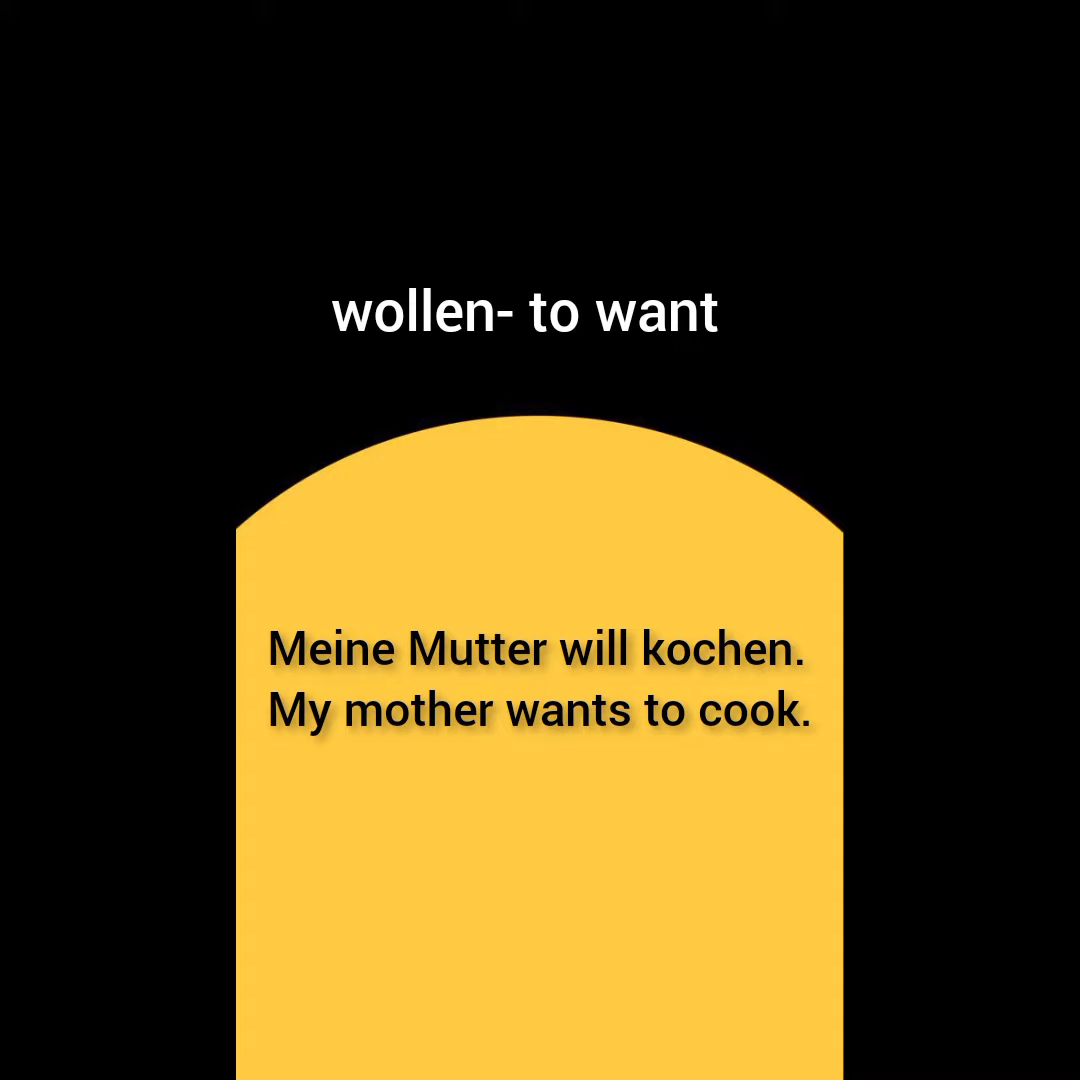 wollen- to want
Meine Mutter will kochen.
My mother wants to cook.